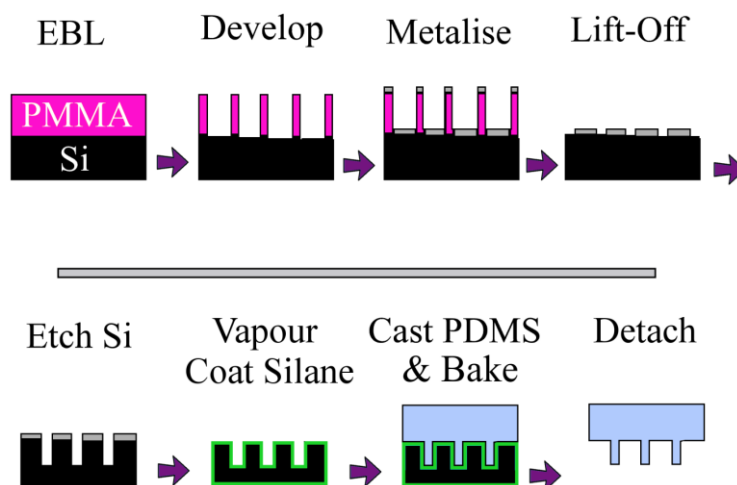 EBL
Develop
Metalise
Lift-Off
PMMA
Si
Etch Si
Vapour
Coat Silane
Cast PDMS
& Bake
Detach